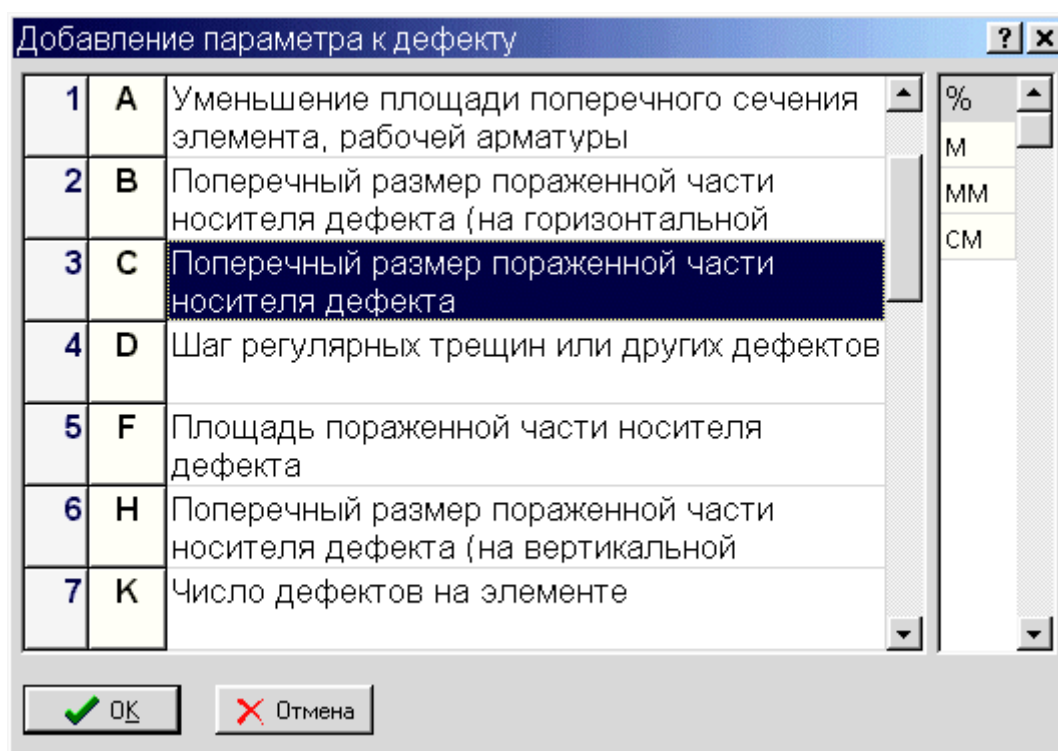 Добавление параметра к дефекту
1 A Уменьшение площади поперечного сечения
элемента, рабочей арматуры
2 B Поперечный размер пораженной части
носителя дефекта (на горизонтальной
3 C Поперечный размер пораженной части
носителя дефекта
4 D Шаг регулярных трещин или других дефектов
5 F Площадь пораженной части носителя
дефекта
6 H Поперечный размер пораженной части
носителя дефекта (на вертикальной
7 K Число дефектов на элементе
%
м
мм
см
OK
Отмена